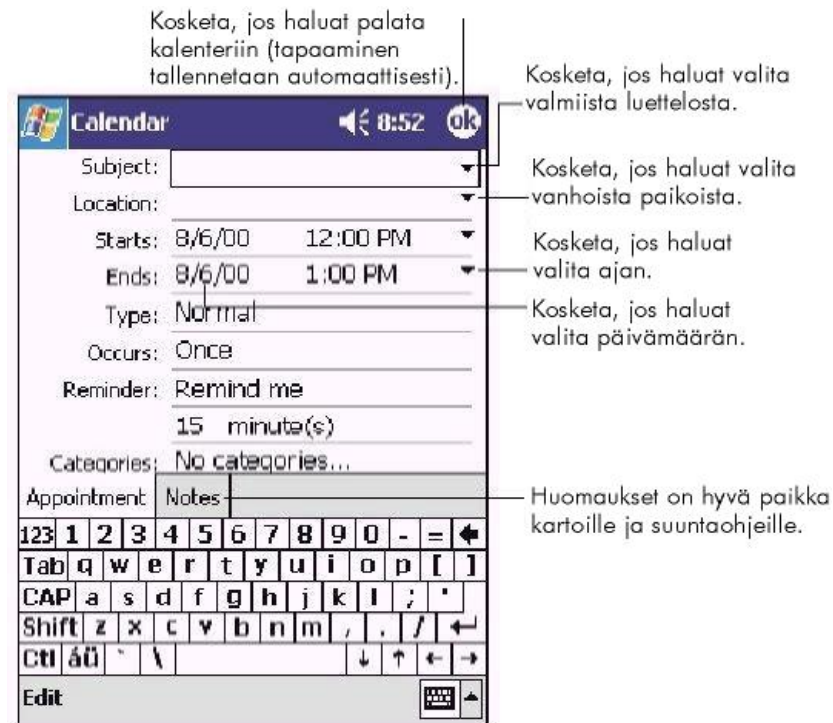 Kosketa, jos haluat palata
kalenteriin (tapaaminen
tallennetaan automaattisesti).
Kosketa, jos haluat valita
valmiista luettelosta.
Calendar 8:52 ok
Subject:
Kosketa, jos haluat valita
vanhoista paikoista.
Location:
Starts: 8/6/00 12:00 PM
Kosketa, jos haluat
valita ajan.
Ends: 8/6/00 1:00 PM
Kosketa, jos haluat
valita päivämäärän.
Type: Normal
Occurs: Once
Reminder: Remind me
15 minute(s)
Categories: No categories...
Appointment Notes
Huomaukset on hyvä paikka
kartoille ja suuntaohjeille.
123 1 2 3 4 5 6 7 8 9 0 - =
Tab q w e r t y u i o p [ ]
CAP a s d f g h j k l ; '
Shift z x c v b n m , . /
Ctl áü ` \ ↓ ↑ ← →
Edit